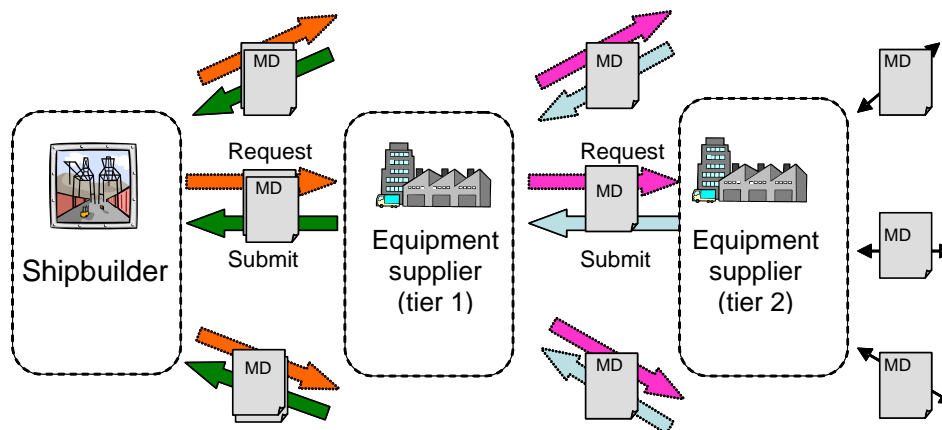 MD
MD
MD
Request
MD
Submit
Shipbuilder
Equipment
supplier
(tier 1)
Request
MD
Submit
Equipment
supplier
(tier 2)
MD
MD
MD
MD